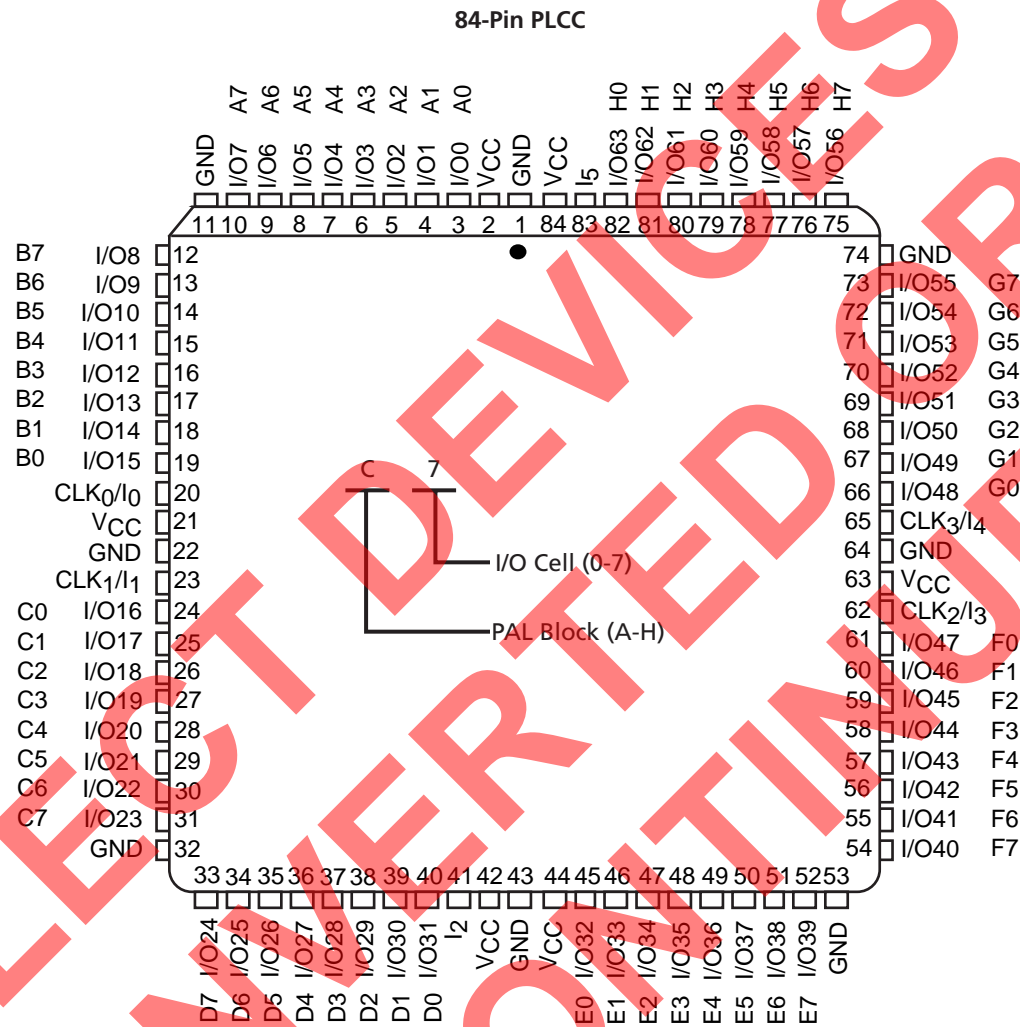 84-Pin PLCC
A7 A6 A5 A4 A3 A2 A1 A0 H0 H1 H2 H3 H4 H5 H6 H7
GND I/O7 I/O6 I/O5 I/O4 I/O3 I/O2 I/O1 I/O0 VCC GND VCC I5 I/O63 I/O62 I/O61 I/O60 I/O59 I/O58 I/O57 I/O56
11 10 9 8 7 6 5 4 3 2 1 84 83 82 81 80 79 78 77 76 75
B7 I/O8 12
B6 I/O9 13
B5 I/O10 14
B4 I/O11 15
B3 I/O12 16
B2 I/O13 17
B1 I/O14 18
B0 I/O15 19
CLK0/I0 20
VCC 21
GND 22
CLK1/I1 23
C0 I/O16 24
C1 I/O17 25
C2 I/O18 26
C3 I/O19 27
C4 I/O20 28
C5 I/O21 29
C6 I/O22 30
C7 I/O23 31
GND 32
C 7
I/O Cell (0-7)
PAL Block (A-H)
74 GND
73 I/O55 G7
72 I/O54 G6
71 I/O53 G5
70 I/O52 G4
69 I/O51 G3
68 I/O50 G2
67 I/O49 G1
66 I/O48 G0
65 CLK3/I4
64 GND
63 VCC
62 CLK2/I3
61 I/O47 F0
60 I/O46 F1
59 I/O45 F2
58 I/O44 F3
57 I/O43 F4
56 I/O42 F5
55 I/O41 F6
54 I/O40 F7
33 34 35 36 37 38 39 40 41 42 43 44 45 46 47 48 49 50 51 52 53
I/O24 I/O25 I/O26 I/O27 I/O28 I/O29 I/O30 I/O31 I2 VCC GND VCC I/O32 I/O33 I/O34 I/O35 I/O36 I/O37 I/O38 I/O39 GND
D7 D6 D5 D4 D3 D2 D1 D0 E0 E1 E2 E3 E4 E5 E6 E7
LECT DEVICES
VERTED OR
ONTINU